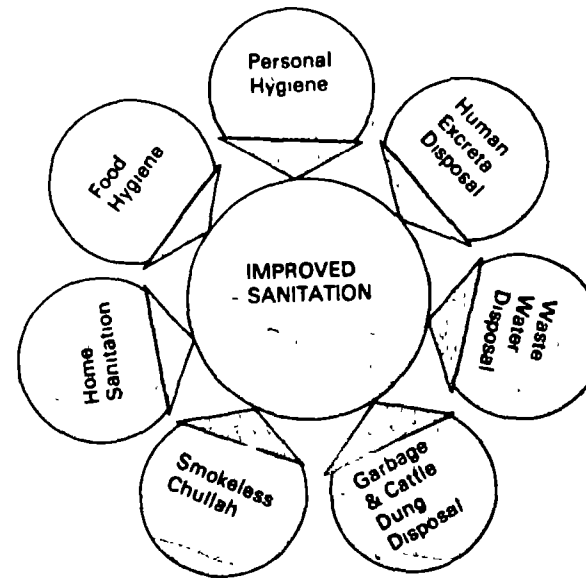 Personal
Hygiene
Human
Excreta
Disposal
Waste
Water
Disposal
Garbage
& Cattle
Dung
Disposal
Smokeless
Chullah
Home
Sanitation
Food
Hygiene
IMPROVED
SANITATION